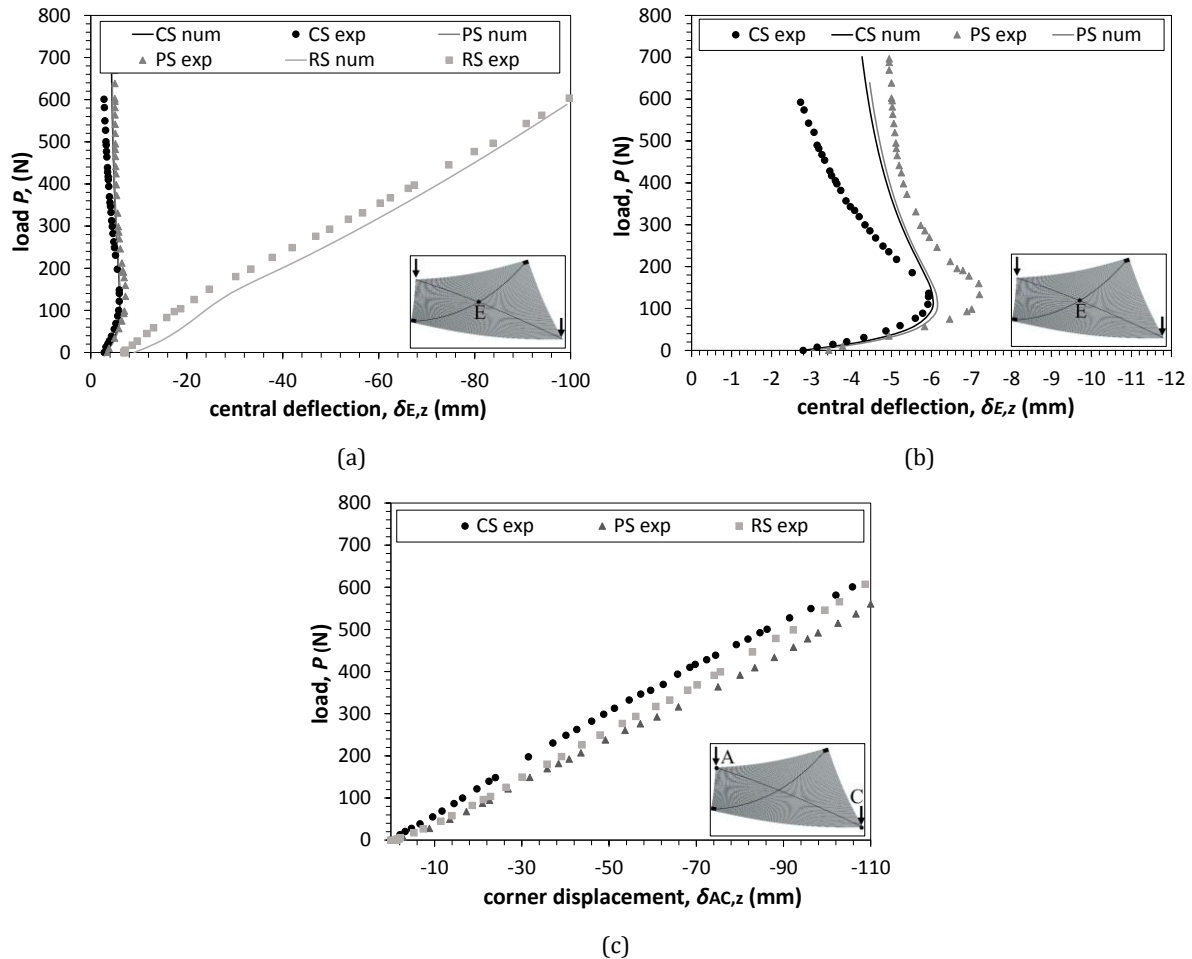 800
700
600
500
400
300
200
100
0
load P, (N)
CS num CS exp PS num
PS exp RS num RS exp
0 -20 -40 -60 -80 -100
central deflection, δE,z (mm)
(a)
800
700
600
500
400
300
200
100
0
load, P (N)
CS exp CS num PS exp PS num
E
E
0 -1 -2 -3 -4 -5 -6 -7 -8 -9 -10 -11 -12
central deflection, δE,z (mm)
(b)
800
700
600
500
400
300
200
100
0
load, P (N)
CS exp PS exp RS exp
A
C
-10 -30 -50 -70 -90 -110
corner displacement, δAC,z (mm)
(c)